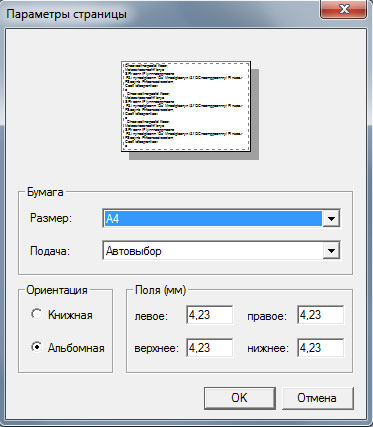 Параметры страницы
Бумага
Размер: A4
Подача: Автовыбор
Ориентация
Книжная
Альбомная
Поля (мм)
левое: 4,23 правое: 4,23
верхнее: 4,23 нижнее: 4,23
OK Отмена